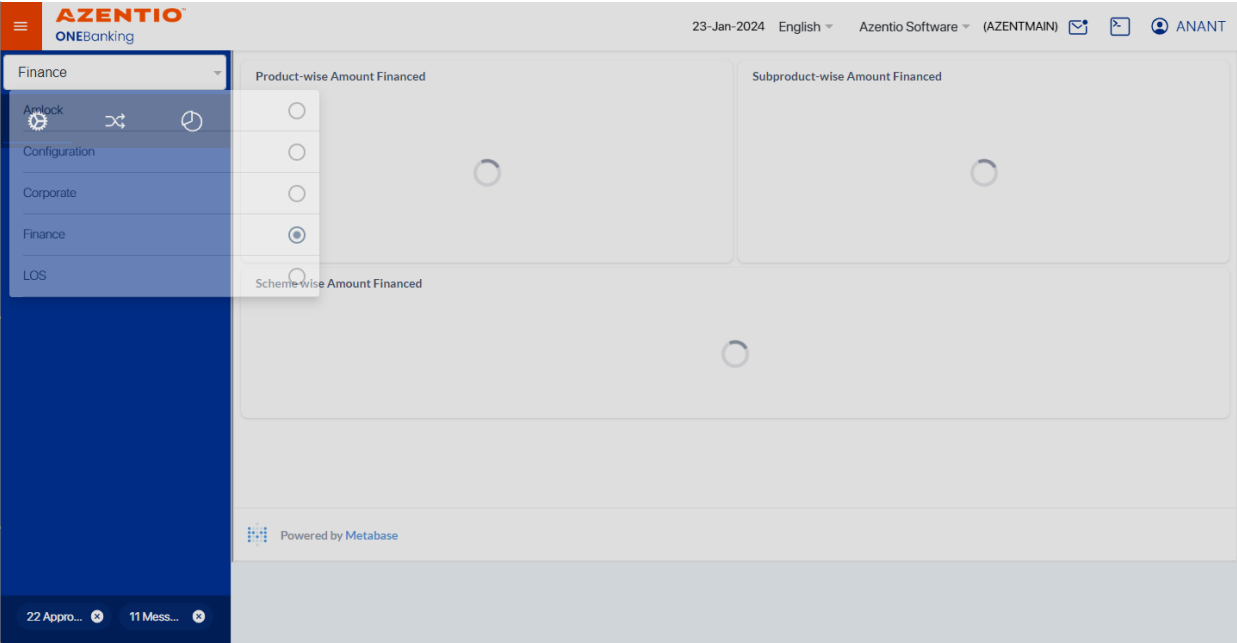 AZENTIO™
ONEBanking
23-Jan-2024 English Azentio Software (AZENTMAIN) ANANT
Finance
Amlock
Configuration
Corporate
Finance
LOS
Product-wise Amount Financed
Subproduct-wise Amount Financed
Scheme-wise Amount Financed
Powered by Metabase
22 Appro... 11 Mess...